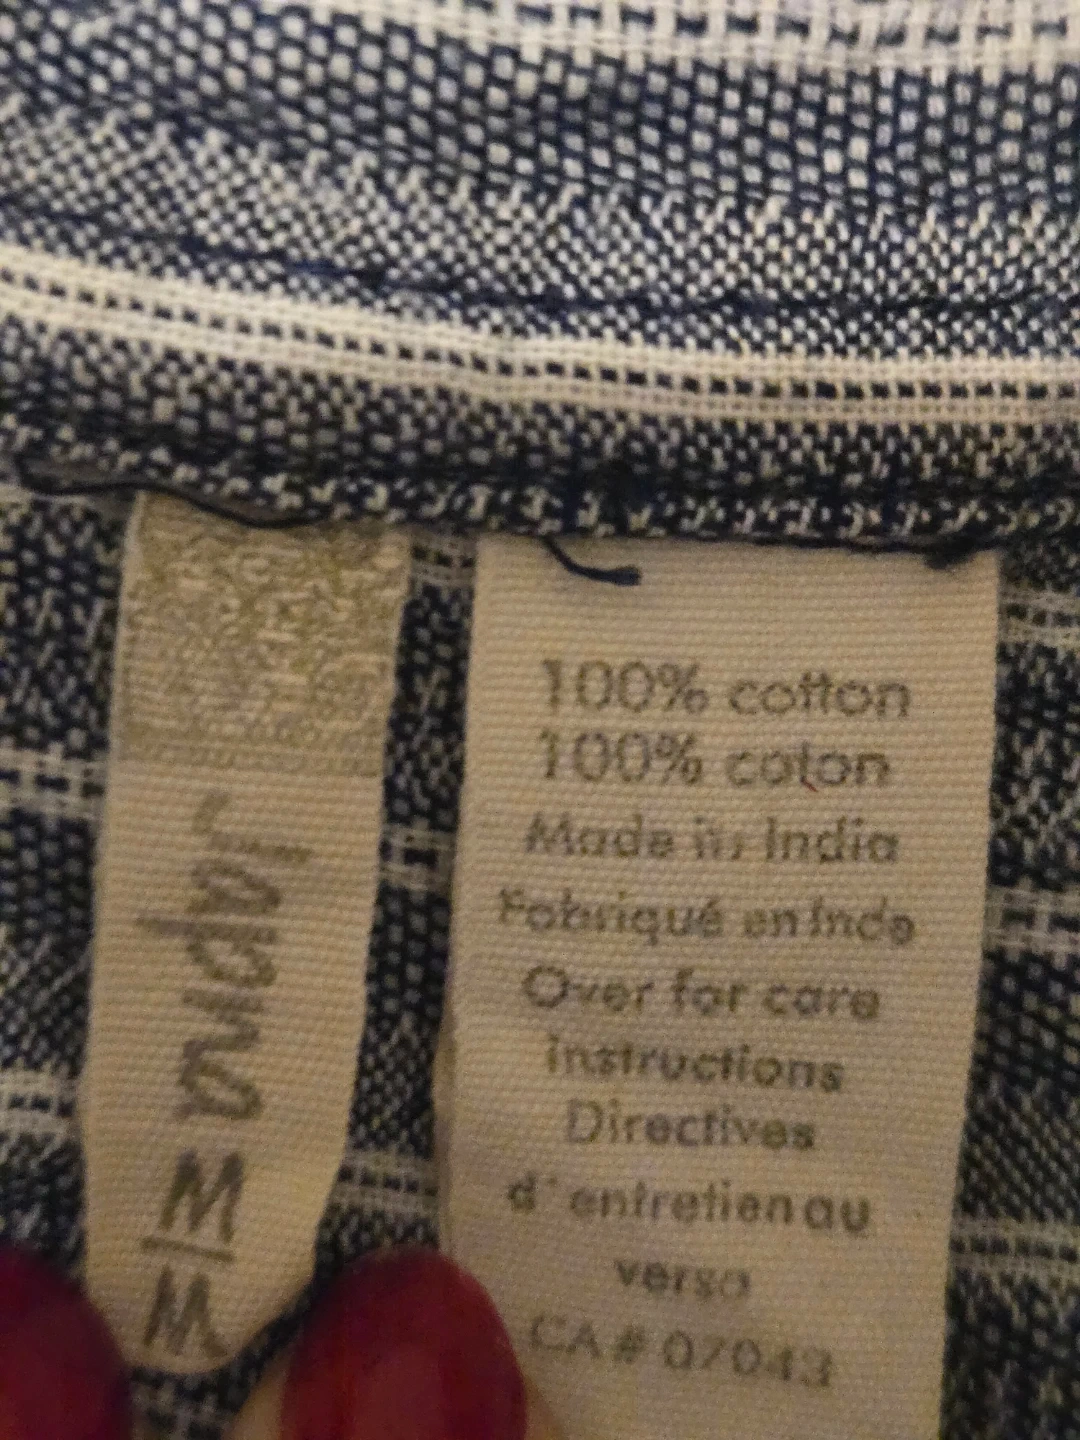 Japna
M/M
100% cotton
100% coton
Made in India
Fabriqué en Inde
Over for care
instructions
Directives
d'entretien au
verso
CA # 07043